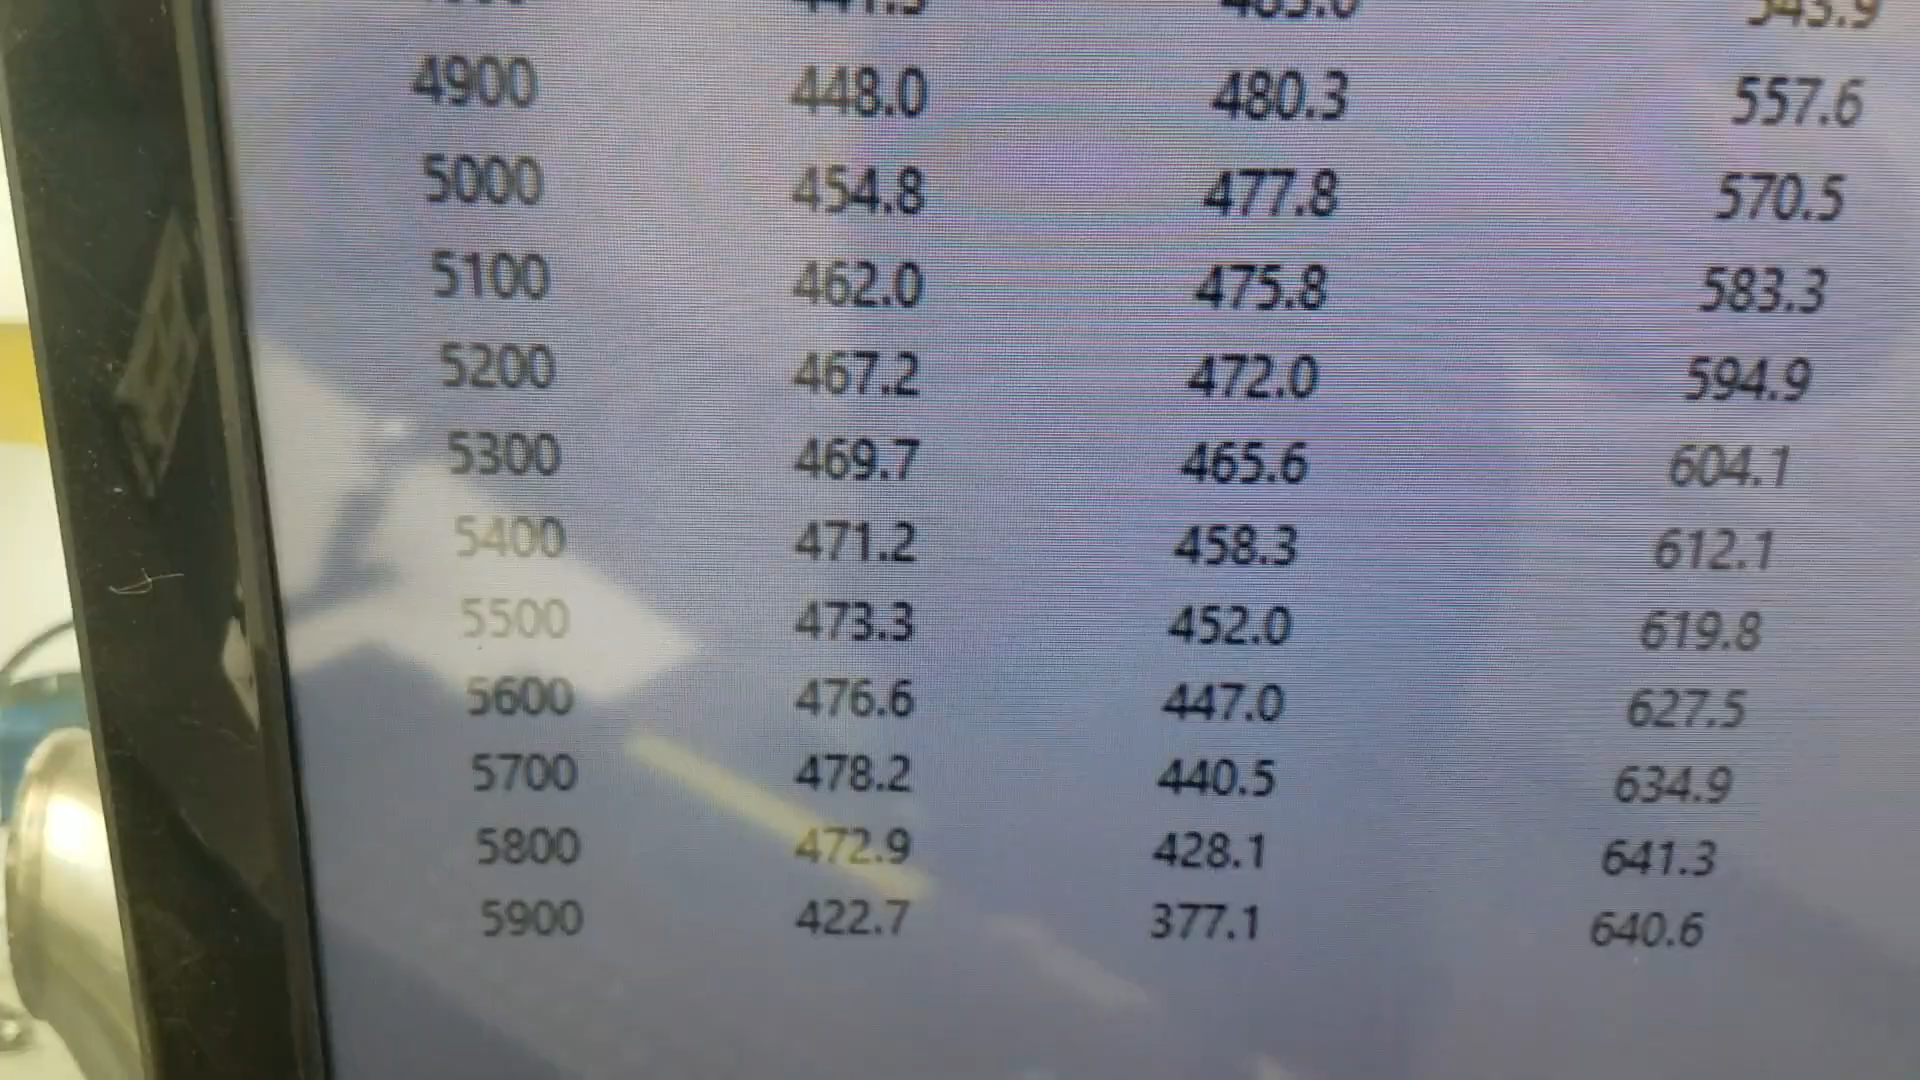 4900 448.0 480.3 557.6
5000 454.8 477.8 570.5
5100 462.0 475.8 583.3
5200 467.2 472.0 594.9
5300 469.7 465.6 604.1
5400 471.2 458.3 612.1
5500 473.3 452.0 619.8
5600 476.6 447.0 627.5
5700 478.2 440.5 634.9
5800 472.9 428.1 641.3
5900 422.7 377.1 640.6